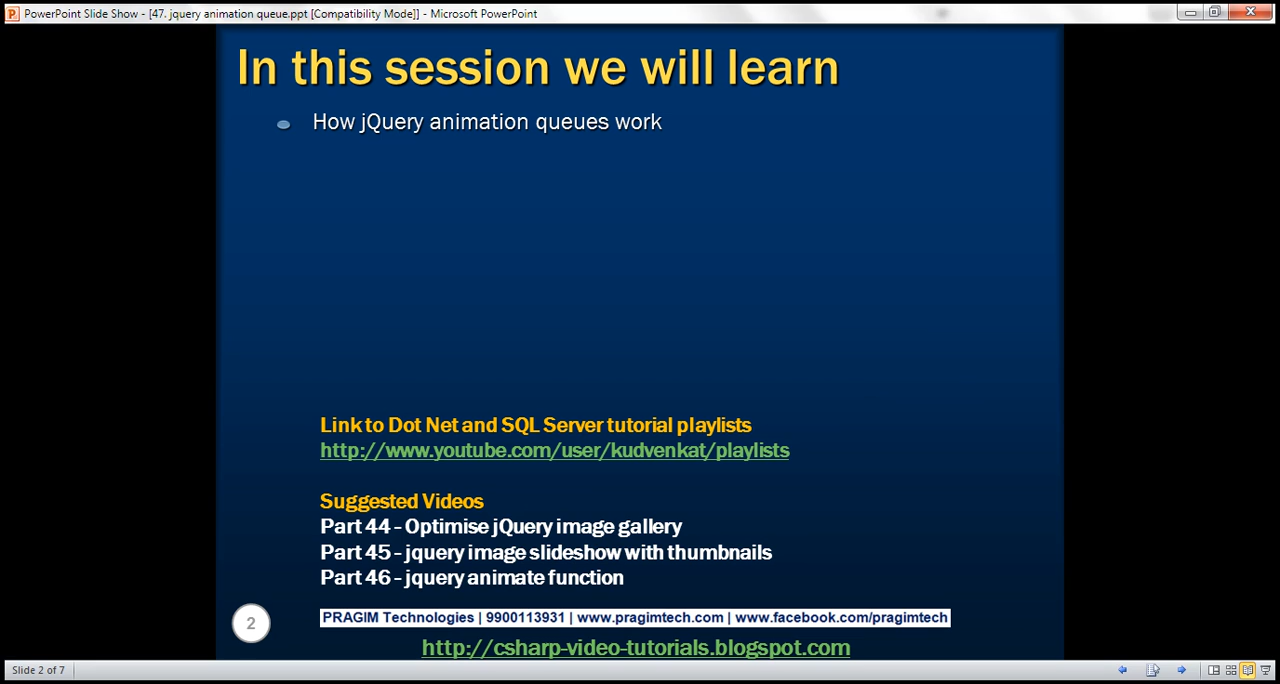 PowerPoint Slide Show - [47. jquery animation queue.ppt [Compatibility Mode]] - Microsoft PowerPoint
In this session we will learn
How jQuery animation queues work
Link to Dot Net and SQL Server tutorial playlists
http://www.youtube.com/user/kudvenkat/playlists
Suggested Videos
Part 44 - Optimise jQuery image gallery
Part 45 - jquery image slideshow with thumbnails
Part 46 - jquery animate function
2
PRAGIM Technologies | 9900113931 | www.pragimtech.com | www.facebook.com/pragimtech
http://csharp-video-tutorials.blogspot.com
Slide 2 of 7